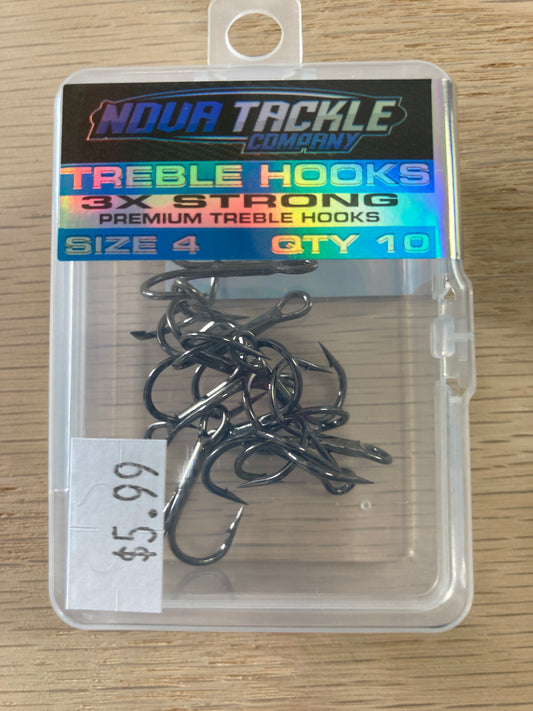 NOVA TACKLE
COMPANY
TREBLE HOOKS
3X STRONG
PREMIUM TREBLE HOOKS
SIZE 4 QTY 10
$5.99